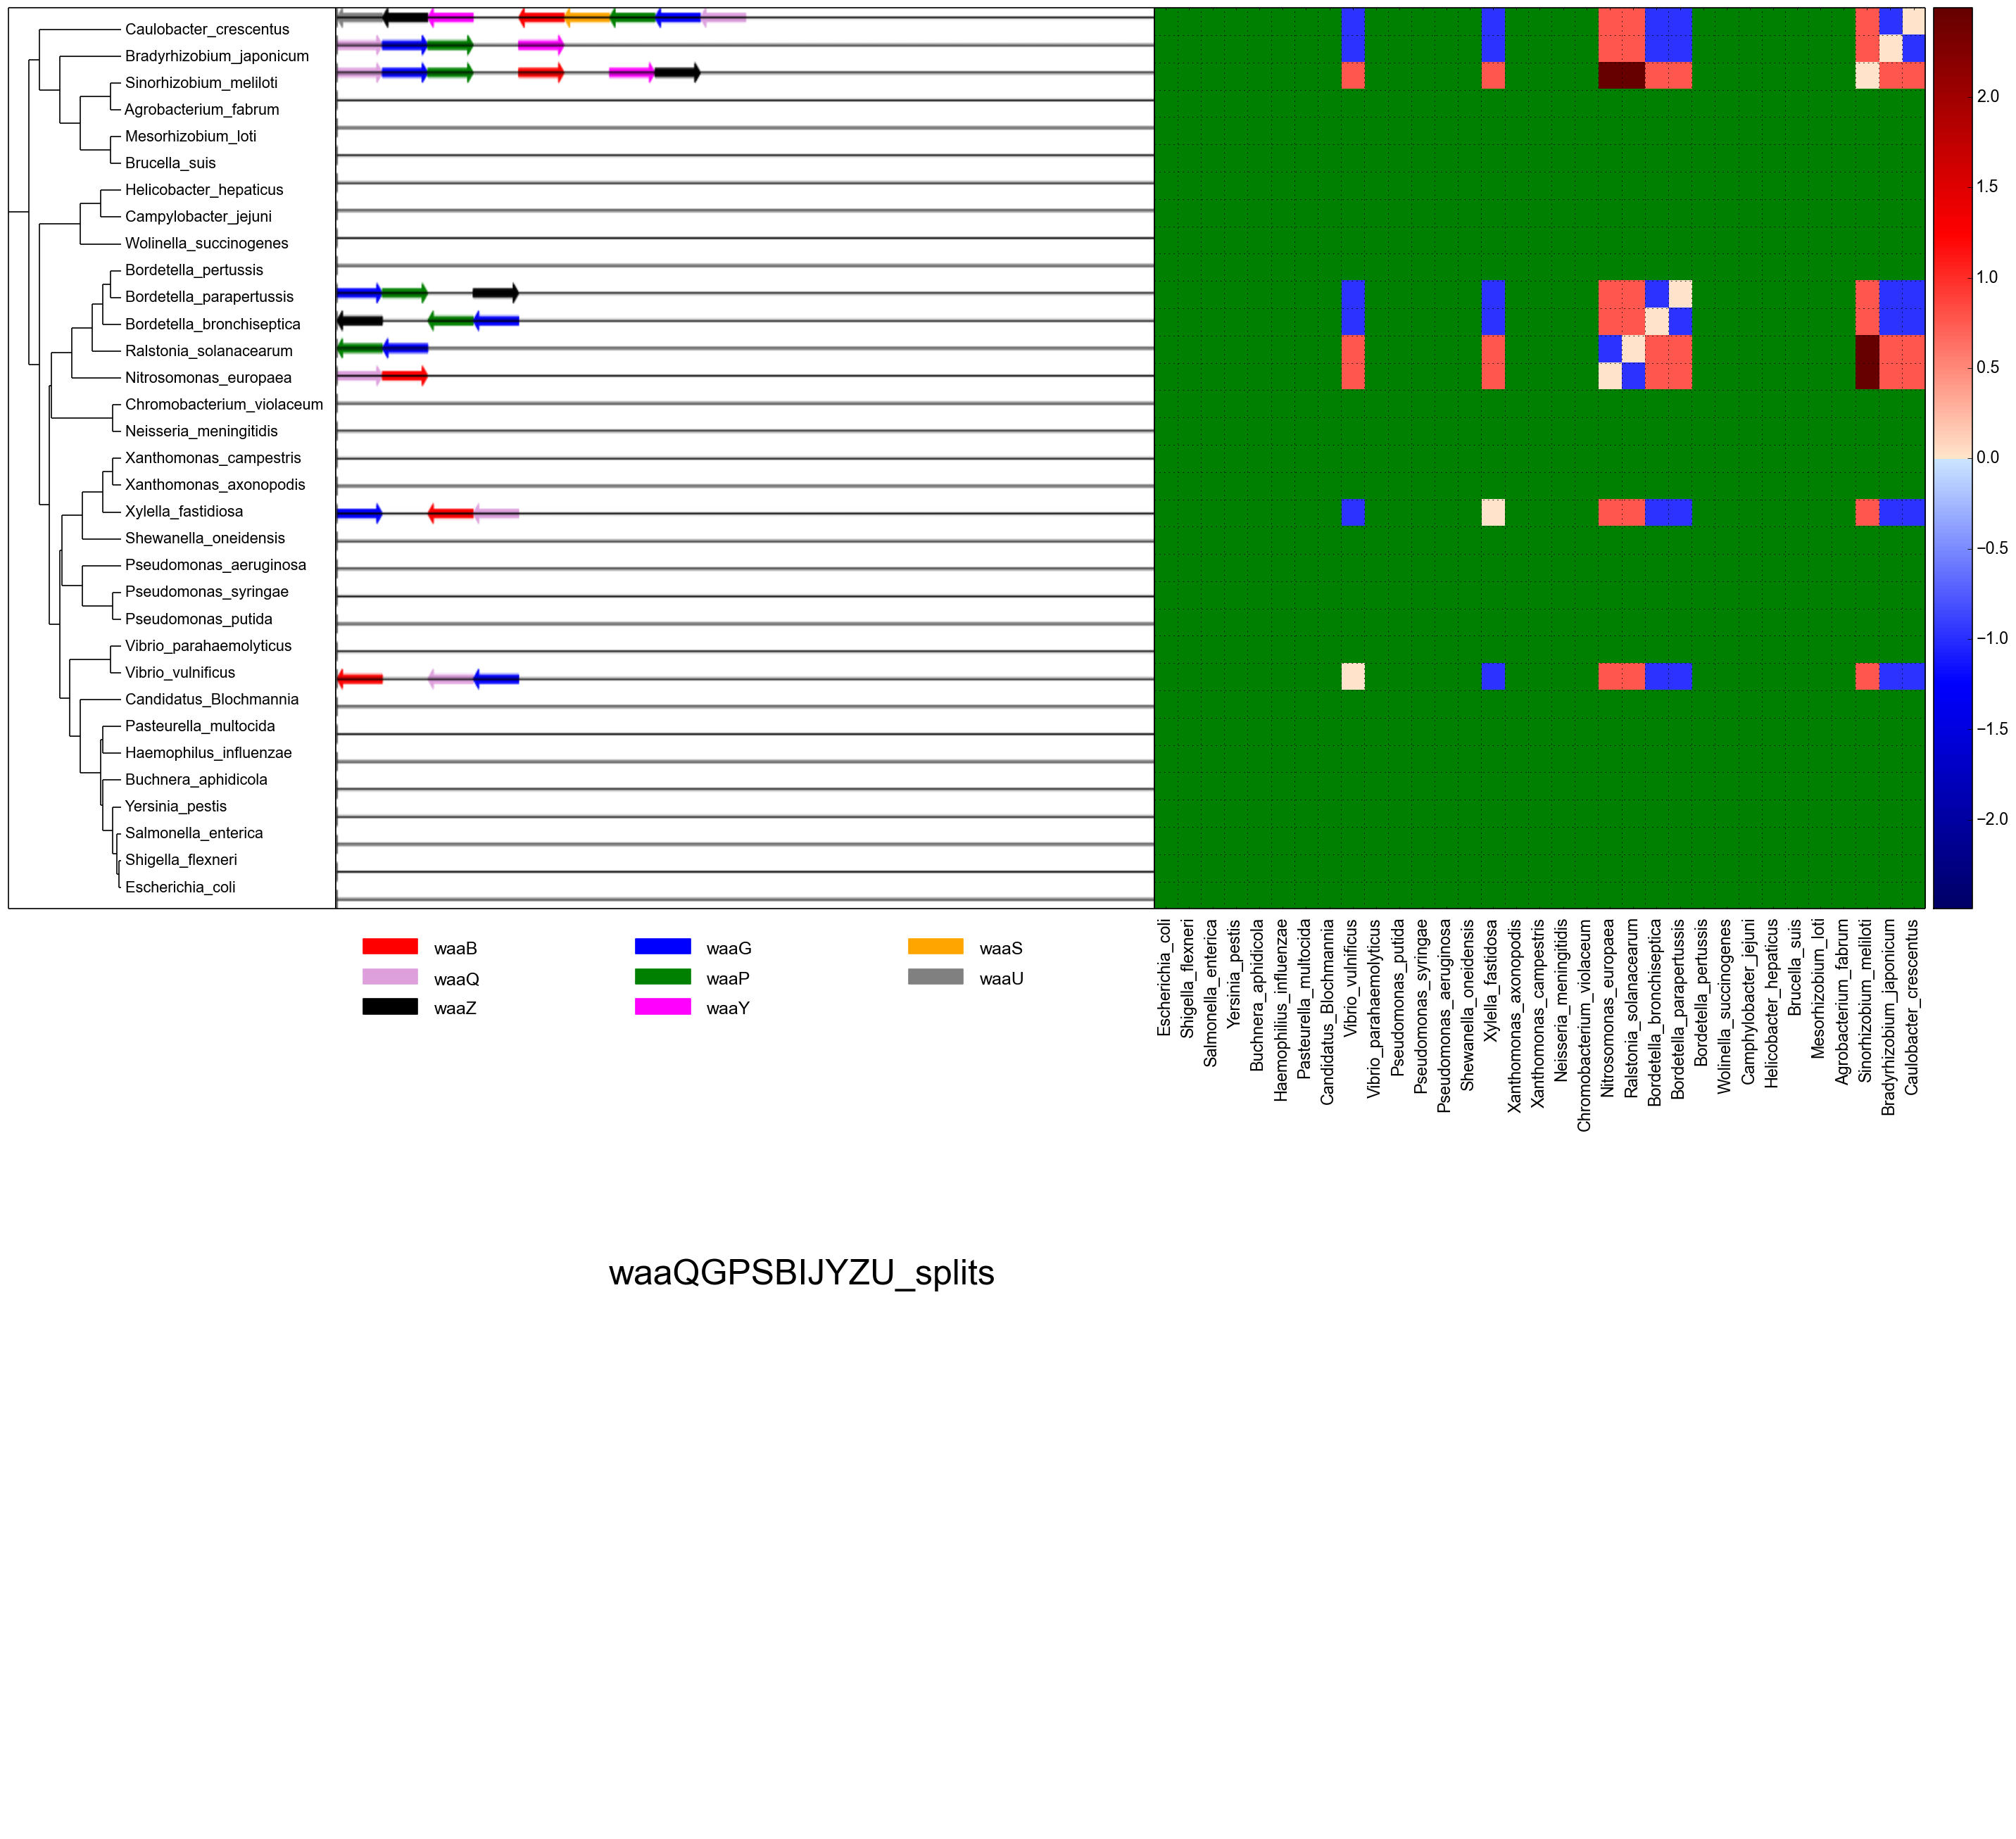 Caulobacter_crescentus
Bradyrhizobium_japonicum
Sinorhizobium_meliloti
Agrobacterium_fabrum
Mesorhizobium_loti
Brucella_suis
Helicobacter_hepaticus
Campylobacter_jejuni
Wolinella_succinogenes
Bordetella_pertussis
Bordetella_parapertussis
Bordetella_bronchiseptica
Ralstonia_solanacearum
Nitrosomonas_europaea
Chromobacterium_violaceum
Neisseria_meningitidis
Xanthomonas_campestris
Xanthomonas_axonopodis
Xylella_fastidiosa
Shewanella_oneidensis
Pseudomonas_aeruginosa
Pseudomonas_syringae
Pseudomonas_putida
Vibrio_parahaemolyticus
Vibrio_vulnificus
Candidatus_Blochmannia
Pasteurella_multocida
Haemophilus_influenzae
Buchnera_aphidicola
Yersinia_pestis
Salmonella_enterica
Shigella_flexneri
Escherichia_coli
2.0
1.5
1.0
0.5
0.0
−0.5
−1.0
−1.5
−2.0
Escherichia_coli
Shigella_flexneri
Salmonella_enterica
Yersinia_pestis
Buchnera_aphidicola
Haemophilus_influenzae
Pasteurella_multocida
Candidatus_Blochmannia
Vibrio_vulnificus
Vibrio_parahaemolyticus
Pseudomonas_putida
Pseudomonas_syringae
Pseudomonas_aeruginosa
Shewanella_oneidensis
Xylella_fastidiosa
Xanthomonas_axonopodis
Xanthomonas_campestris
Neisseria_meningitidis
Chromobacterium_violaceum
Nitrosomonas_europaea
Ralstonia_solanacearum
Bordetella_bronchiseptica
Bordetella_parapertussis
Bordetella_pertussis
Wolinella_succinogenes
Camphylobacter_jejuni
Helicobacter_hepaticus
Brucella_suis
Mesorhizobium_loti
Agrobacterium_fabrum
Sinorhizobium_meliloti
Bradyrhizobium_japonicum
Caulobacter_crescentus
waaB
waaG
waaS
waaQ
waaP
waaU
waaZ
waaY
waaQGPSBIJYZU_splits